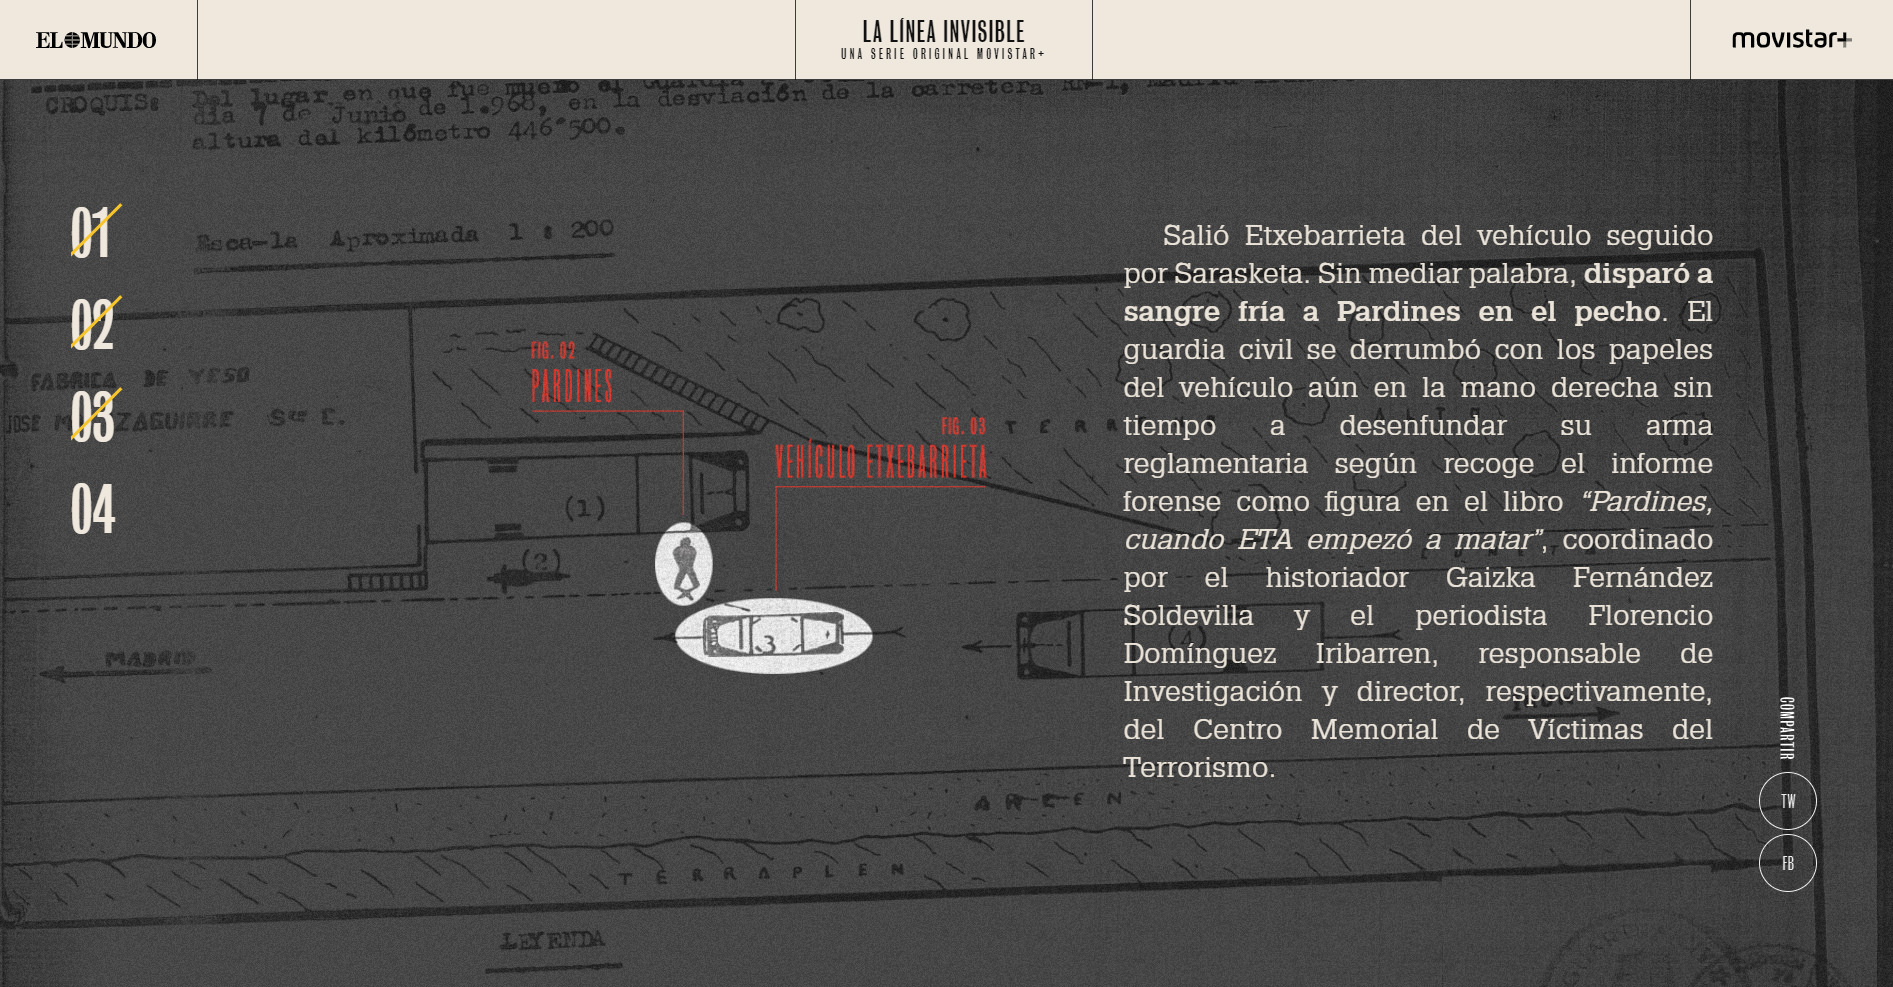 EL MUNDO
LA LÍNEA INVISIBLE
UNA SERIE ORIGINAL MOVISTAR+
movistar+
CROQUIS: Del lugar en que fue muerto el Guardia
dia 7 de Junio de 1.968, en la desviación de la carretera RN-1, Madrid
altura del kilómetro 446'500.
Esca-la Aproximada 1 : 200
01
02
03
04
FABRICA DE YESO
JOSE
FIG. 02
PARDINES
FIG. 03
VEHÍGULO ETXEBARRIETA
(1)
(2)
3
(4)
MADRID
Salió Etxebarrieta del vehículo seguido
por Sarasketa. Sin mediar palabra, disparó a
sangre fría a Pardines en el pecho. El
guardia civil se derrumbó con los papeles
del vehículo aún en la mano derecha sin
tiempo a desenfundar su arma
reglamentaria según recoge el informe
forense como figura en el libro “Pardines,
cuando ETA empezó a matar”, coordinado
por el historiador Gaizka Fernández
Soldevilla y el periodista Florencio
Domínguez Iribarren, responsable de
Investigación y director, respectivamente,
del Centro Memorial de Víctimas del
Terrorismo.
COMPARTIR
TW
FB
ARCEN
TERRAPLEN
LEYENDA